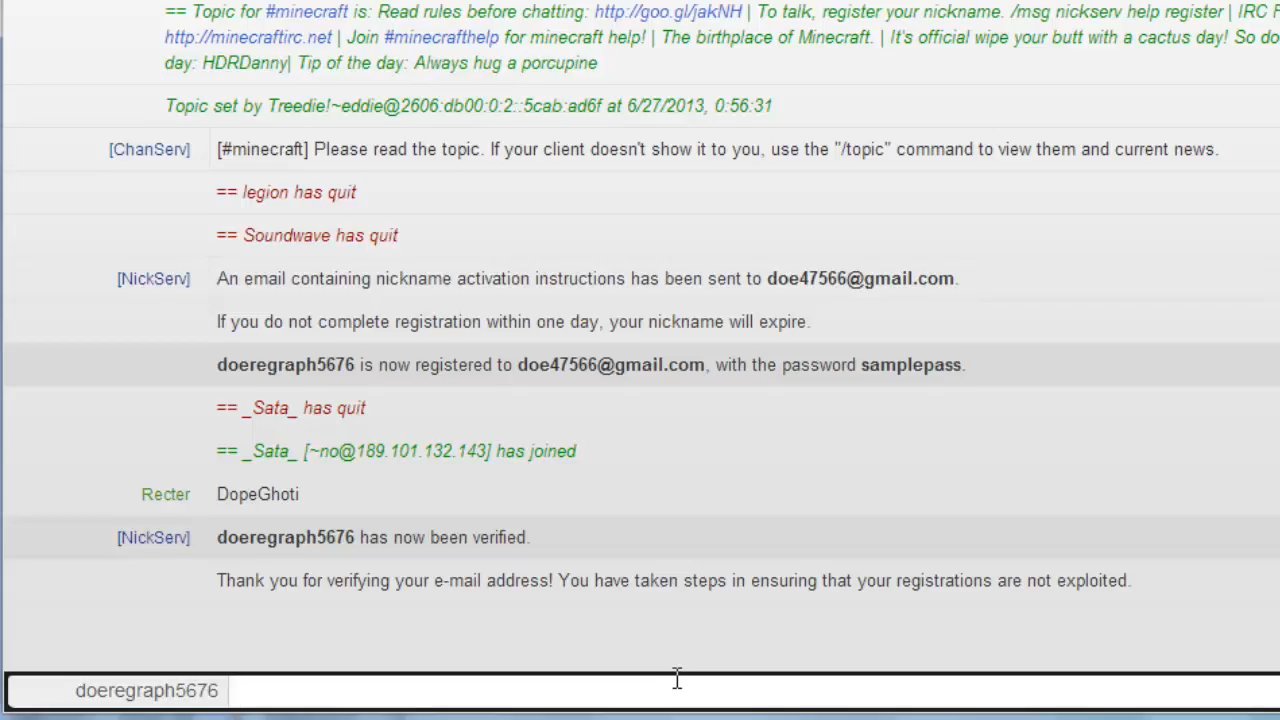 == Topic for #minecraft is: Read rules before chatting: http://goo.gl/jakNH | To talk, register your nickname. /msg nickserv help register | IRC F
http://minecraftirc.net | Join #minecrafthelp for minecraft help! | The birthplace of Minecraft. | It's official wipe your butt with a cactus day! So do
day: HDRDanny| Tip of the day: Always hug a porcupine
Topic set by Treedie!~eddie@2606:db00:0:2::5cab:ad6f at 6/27/2013, 0:56:31
[ChanServ] [#minecraft] Please read the topic. If your client doesn't show it to you, use the "/topic" command to view them and current news.
== legion has quit
== Soundwave has quit
[NickServ] An email containing nickname activation instructions has been sent to doe47566@gmail.com.
If you do not complete registration within one day, your nickname will expire.
doeregraph5676 is now registered to doe47566@gmail.com, with the password samplepass.
== _Sata_ has quit
== _Sata_ [~no@189.101.132.143] has joined
Recter DopeGhoti
[NickServ] doeregraph5676 has now been verified.
Thank you for verifying your e-mail address! You have taken steps in ensuring that your registrations are not exploited.
doeregraph5676